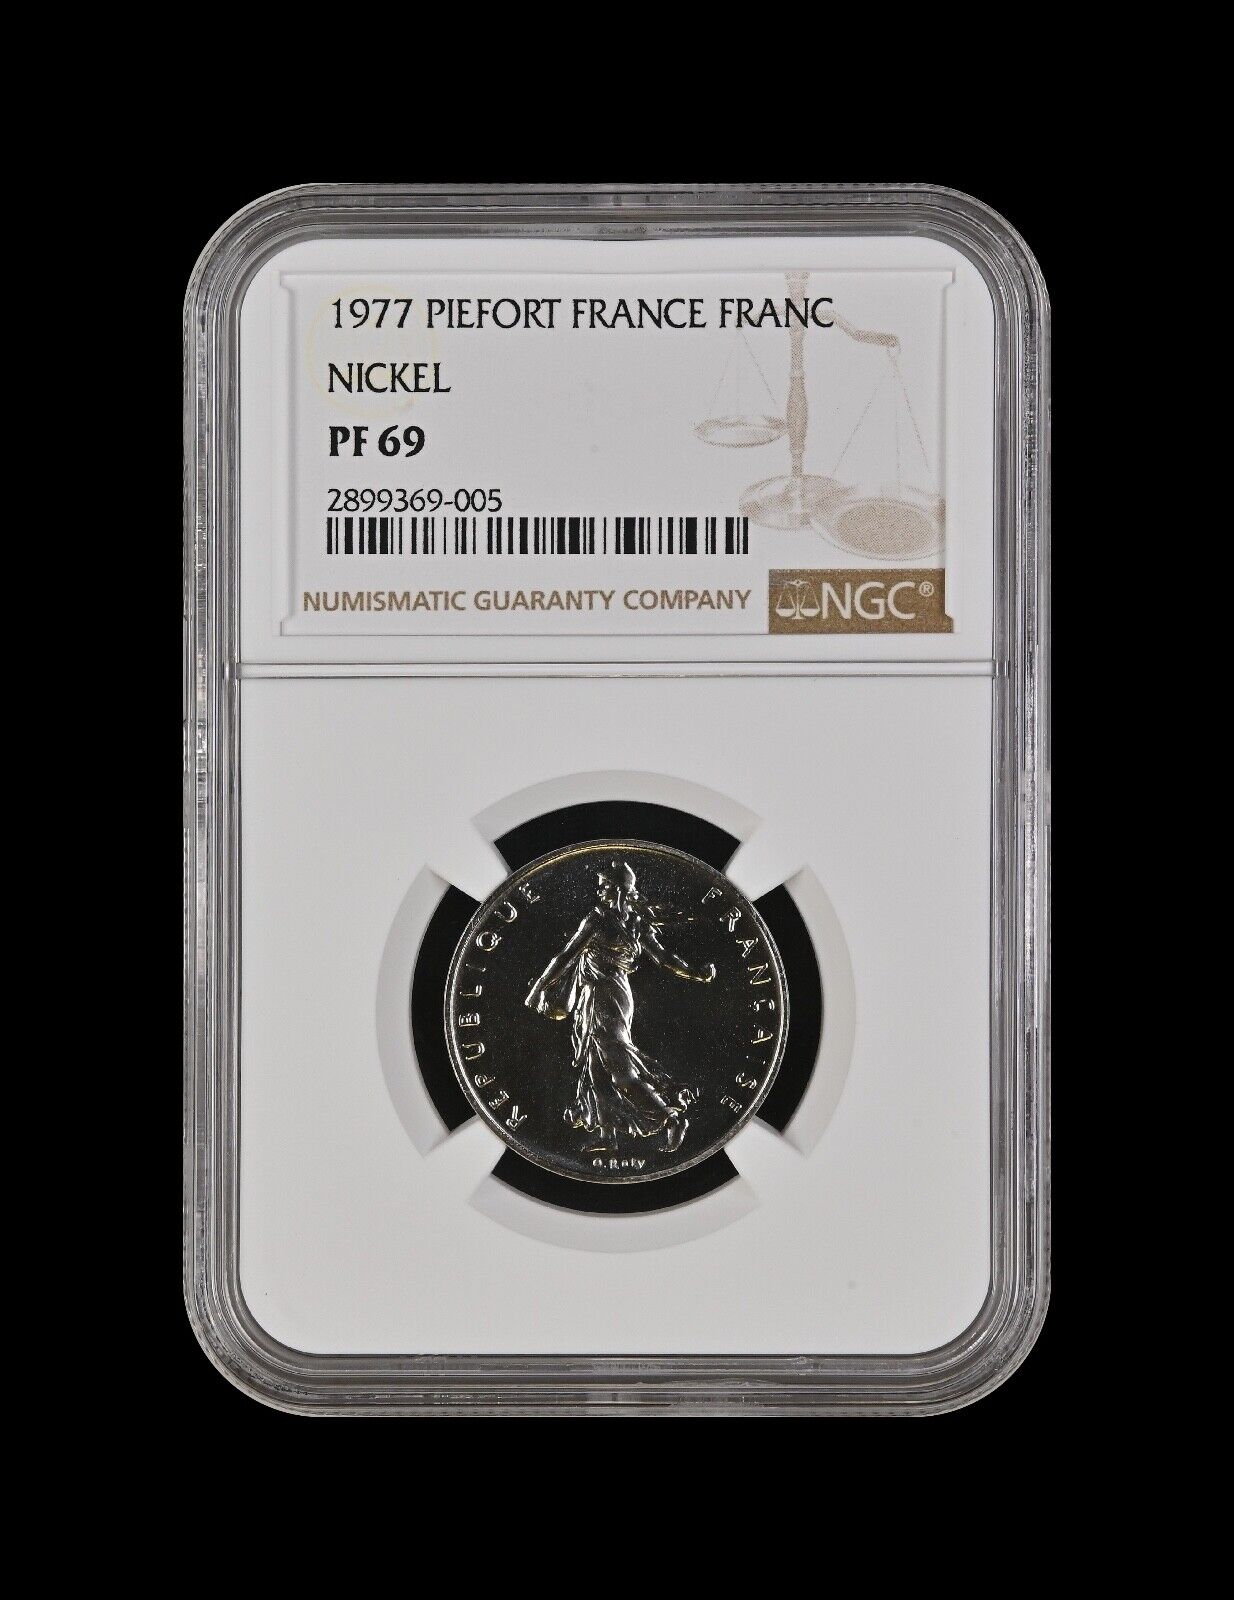 1977 PIEFORT FRANCE FRANC
NICKEL
PF 69
2899369-005
NUMISMATIC GUARANTY COMPANY NGC®
REPUBLIQUE FRANÇAISE
O. Roty